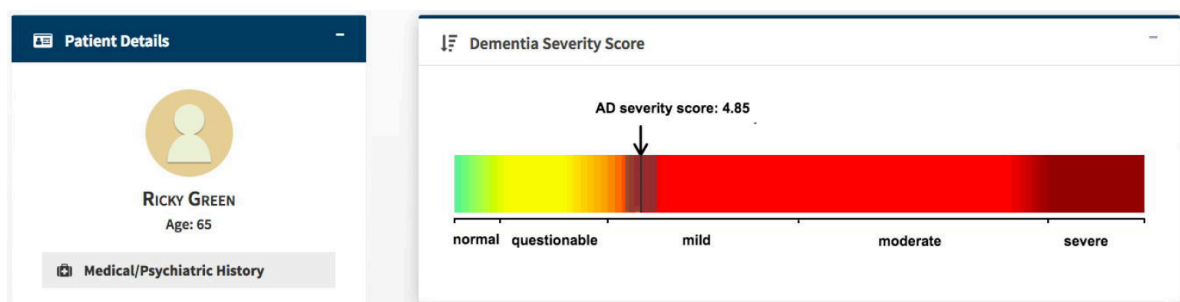 Patient Details
RICKY GREEN
Age: 65
Medical/Psychiatric History
Dementia Severity Score
AD severity score: 4.85
normal questionable mild moderate severe